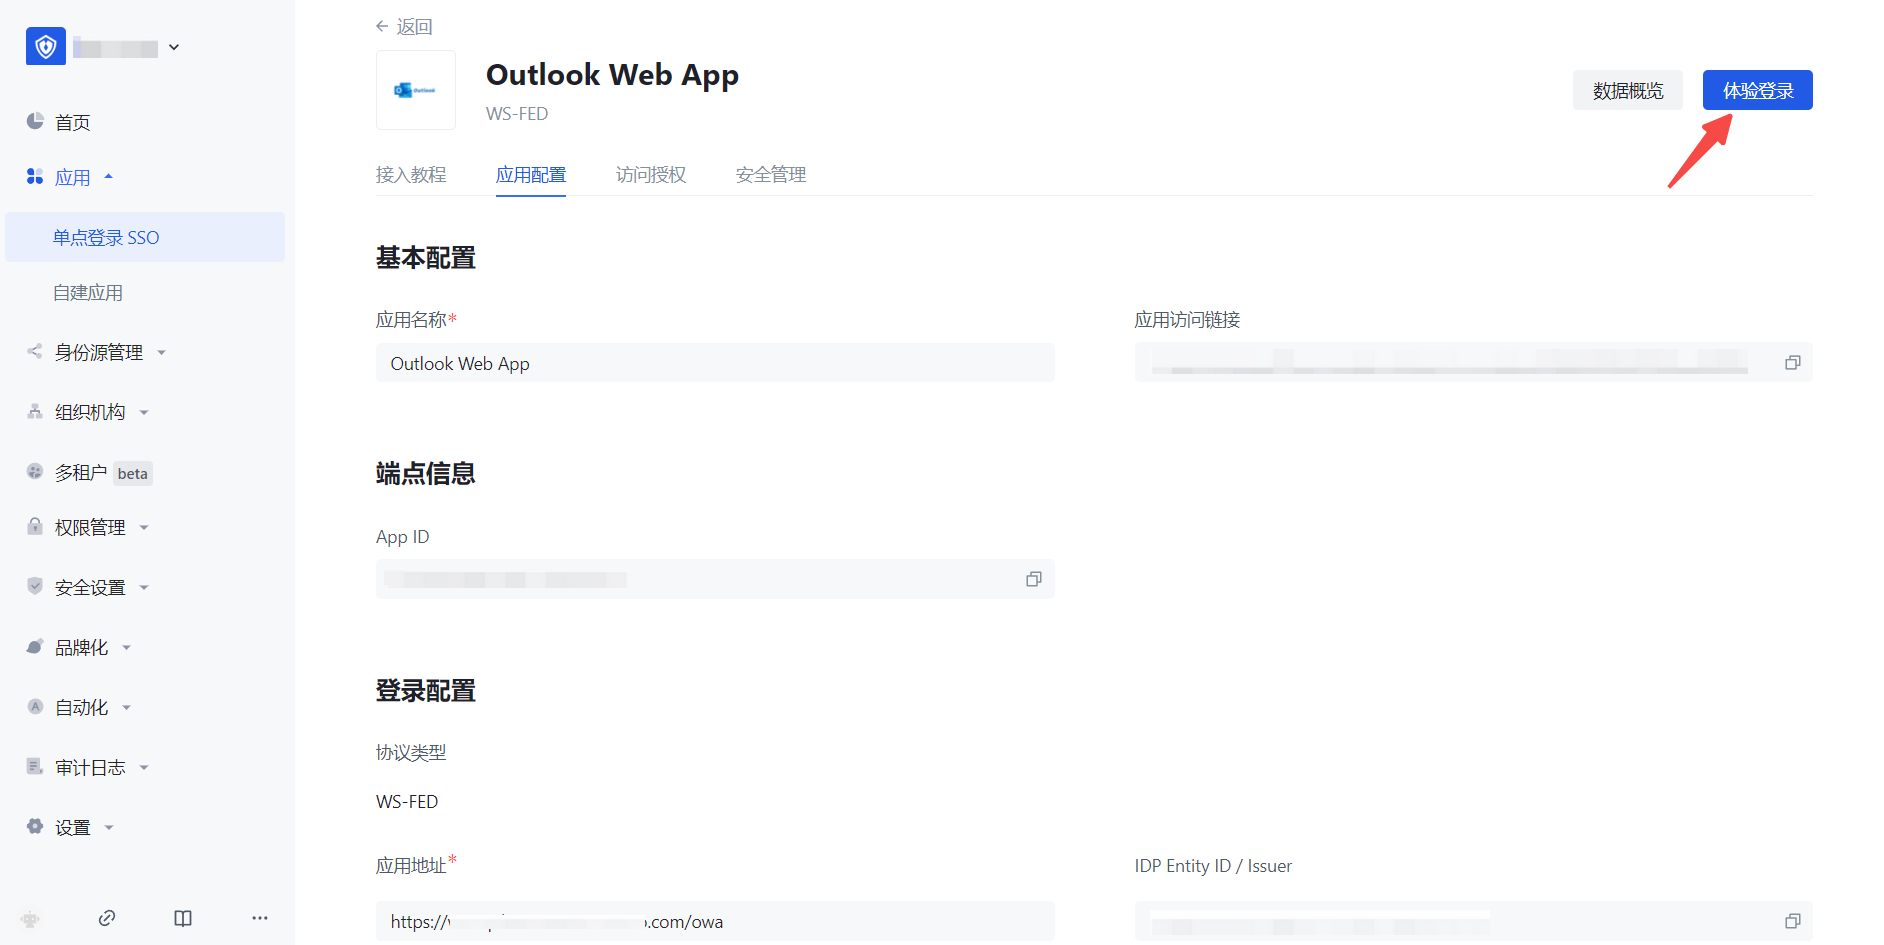 首页
应用
单点登录 SSO
自建应用
身份源管理
组织机构
多租户 beta
权限管理
安全设置
品牌化
自动化
审计日志
设置
返回
Outlook
Outlook Web App
WS-FED
数据概览
体验登录
接入教程 应用配置 访问授权 安全管理
基本配置
应用名称*
应用访问链接
Outlook Web App
端点信息
App ID
登录配置
协议类型
WS-FED
应用地址*
IDP Entity ID / Issuer
https://
.com/owa